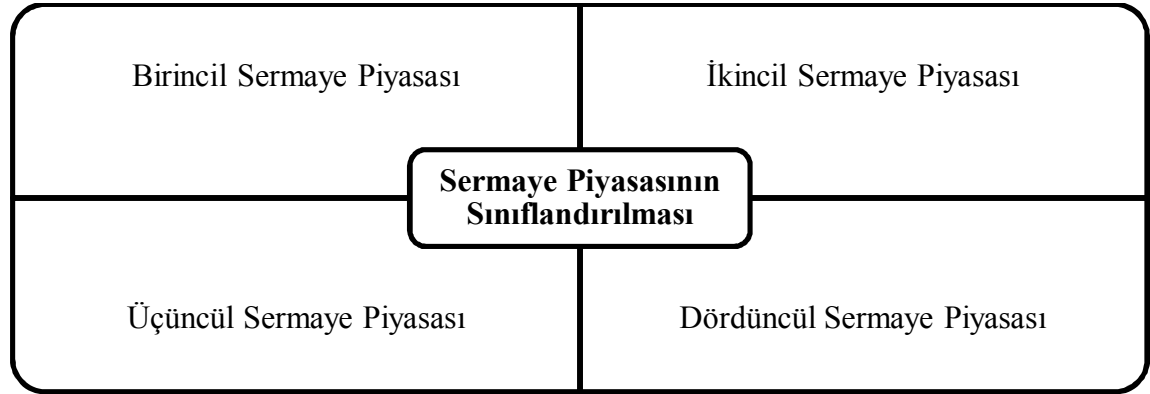 Birincil Sermaye Piyasası
İkincil Sermaye Piyasası
Sermaye Piyasasının
Sınıflandırılması
Üçüncül Sermaye Piyasası
Dördüncül Sermaye Piyasası